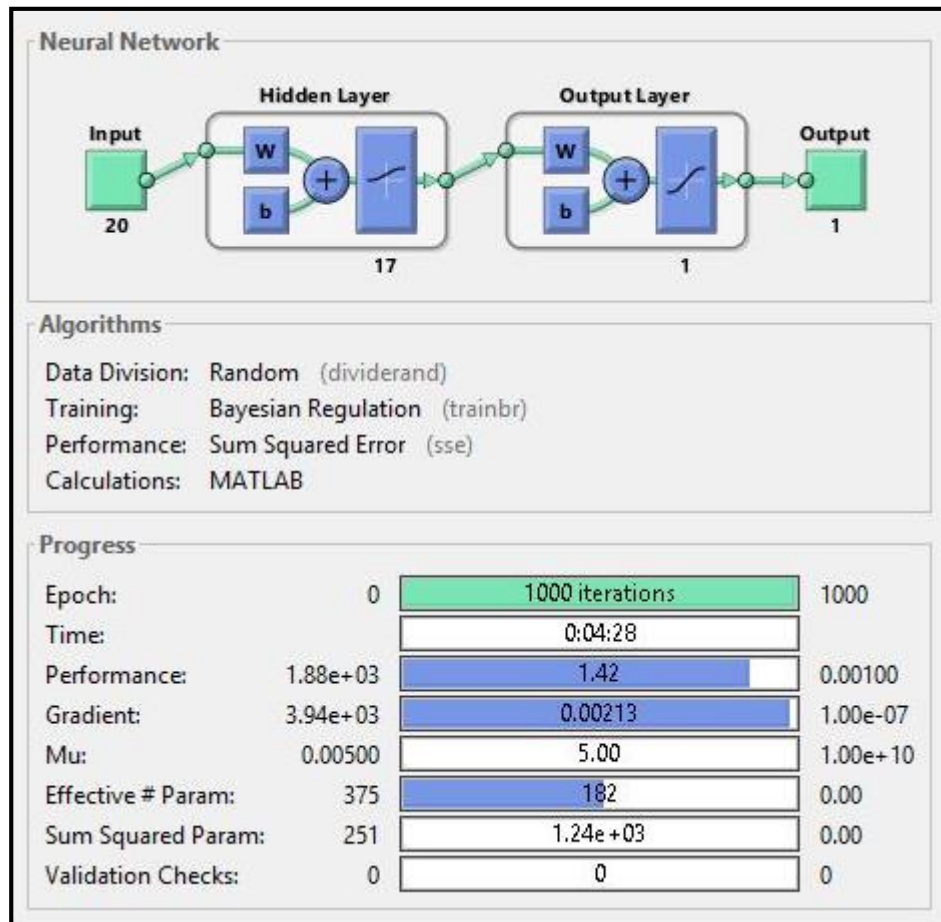 Neural Network
Hidden Layer
Output Layer
Input
W
b
+
W
b
+
Output
20
17
1
1
Algorithms
Data Division: Random (dividerand)
Training: Bayesian Regulation (trainbr)
Performance: Sum Squared Error (sse)
Calculations: MATLAB
Progress
Epoch: 0 1000 iterations 1000
Time: 0:04:28
Performance: 1.88e+03 1.42 0.00100
Gradient: 3.94e+03 0.00213 1.00e-07
Mu: 0.00500 5.00 1.00e+10
Effective # Param: 375 182 0.00
Sum Squared Param: 251 1.24e+03 0.00
Validation Checks: 0 0 0